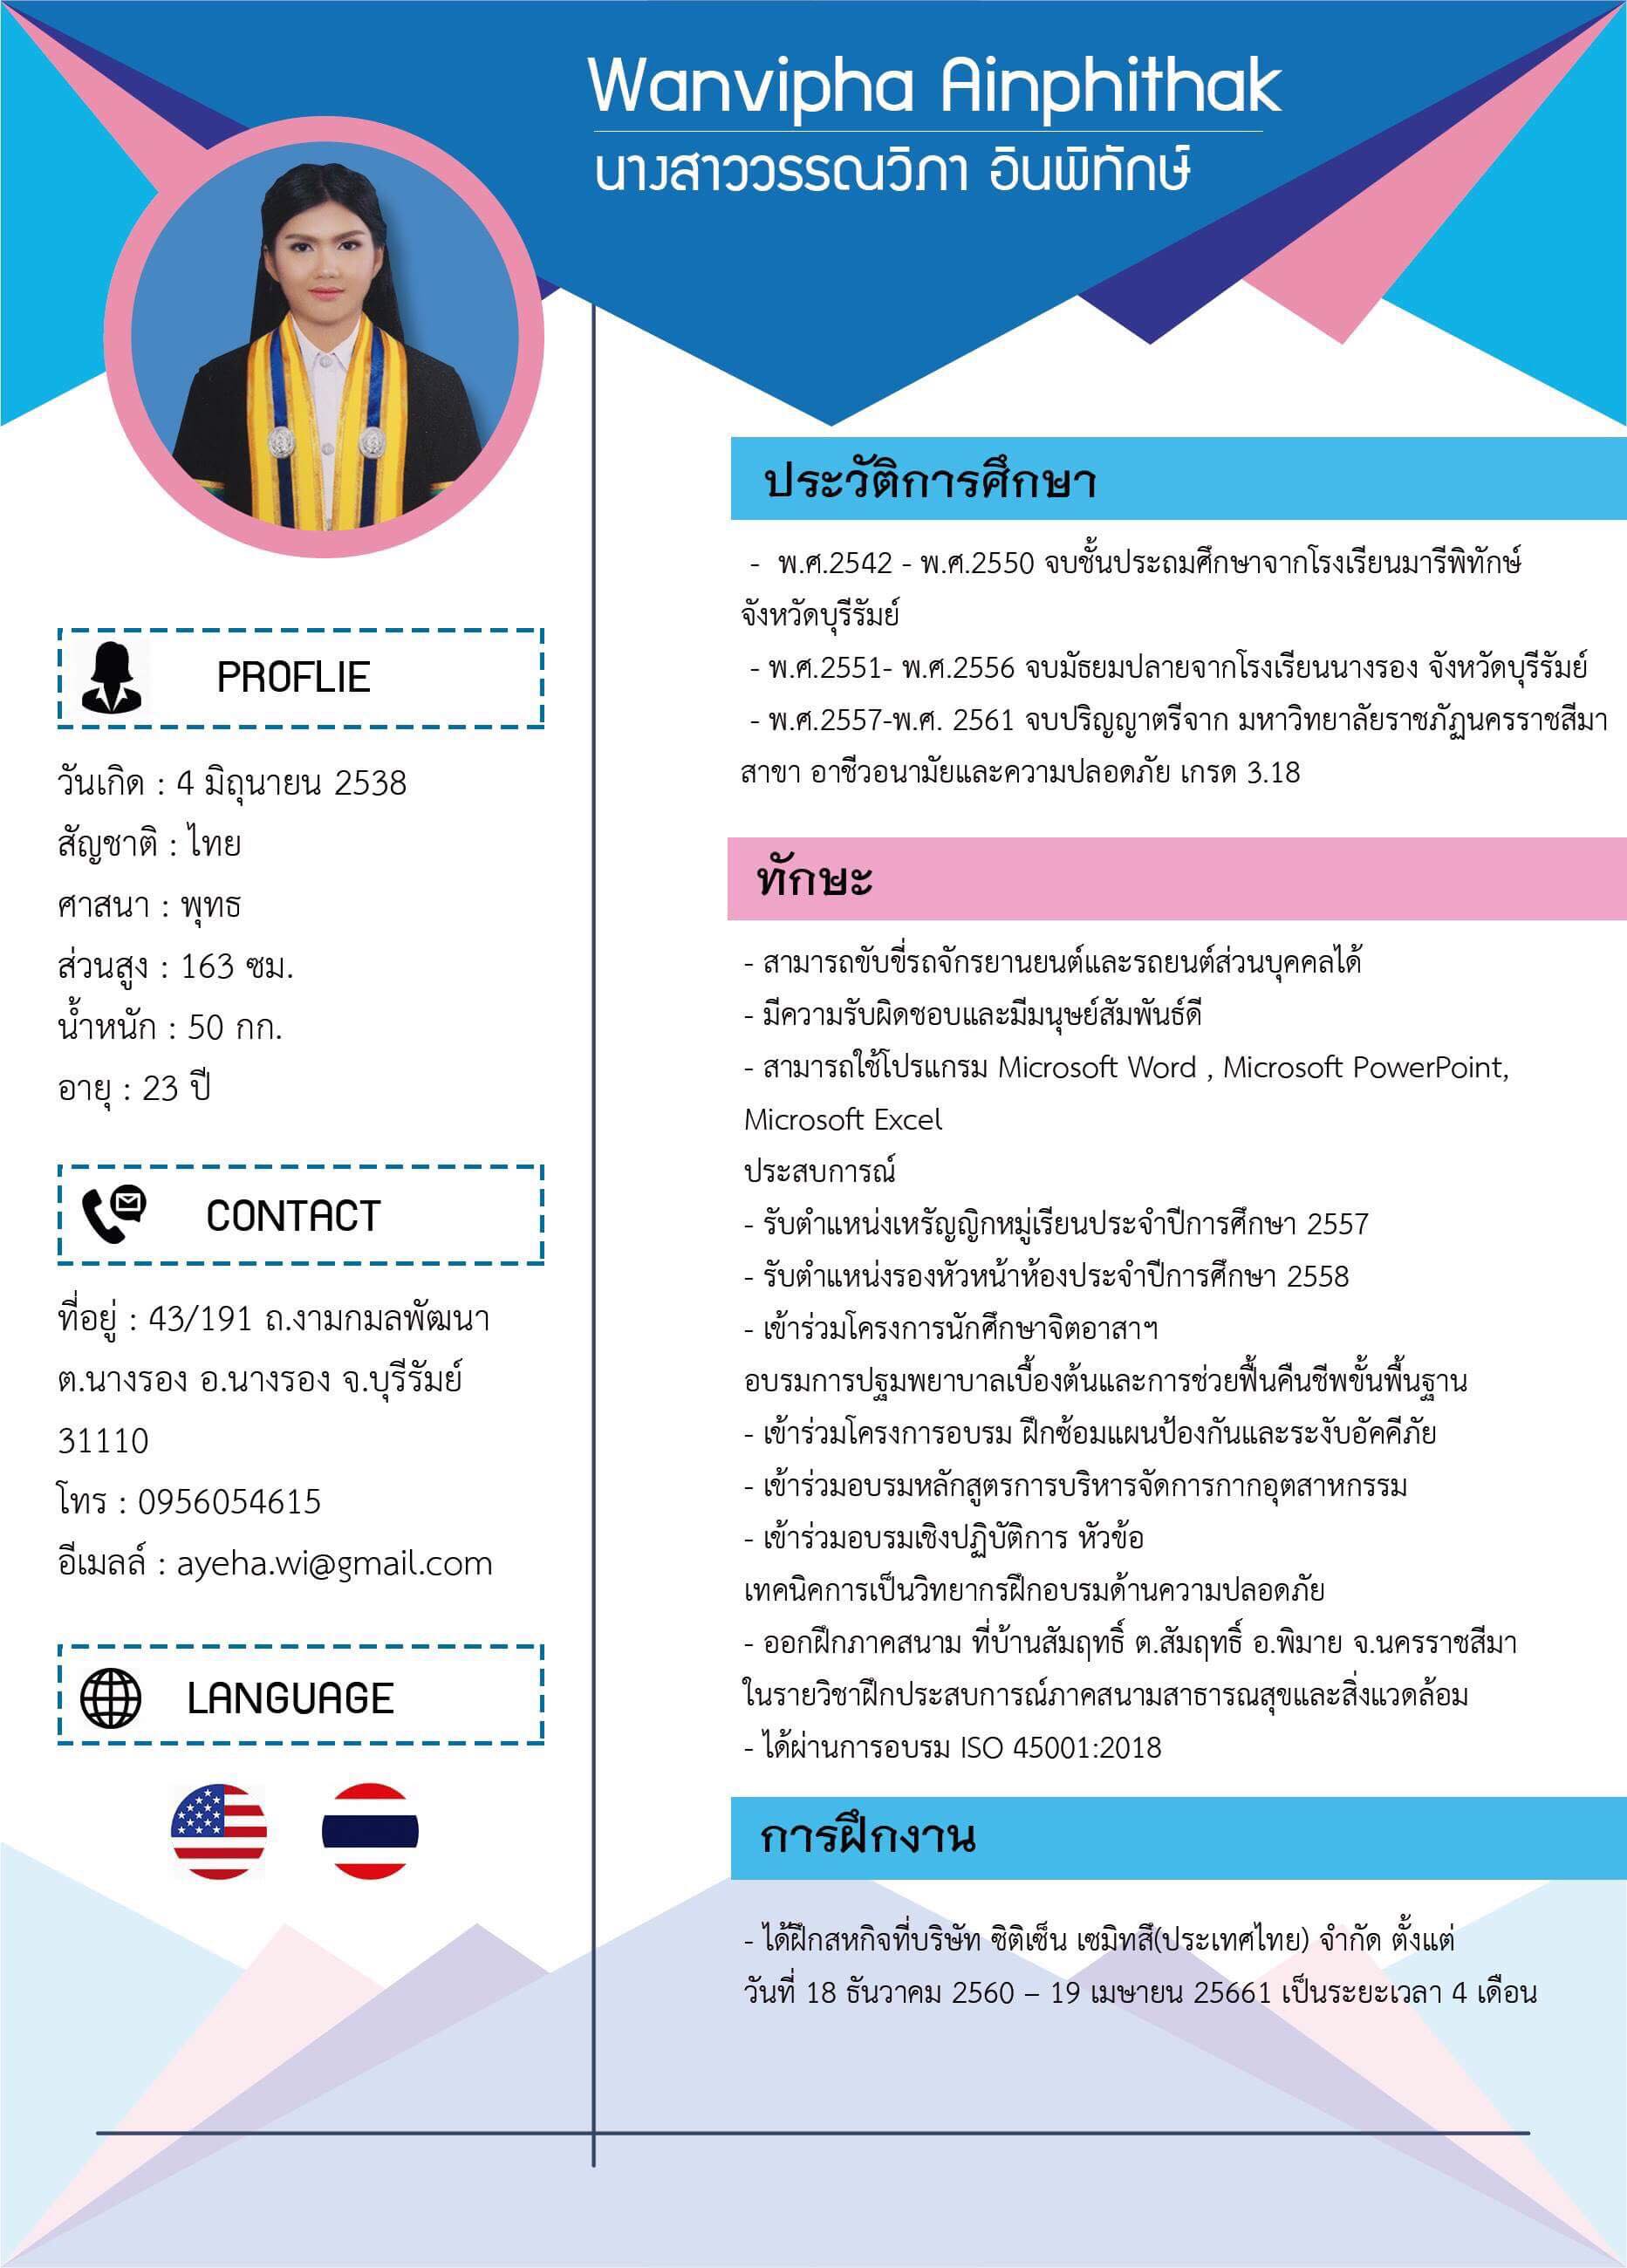 Wanvipha Ainphithak
นางสาววรรณวิภา อินพิทักษ์
PROFLIE
วันเกิด : 4 มิถุนายน 2538
สัญชาติ : ไทย
ศาสนา : พุทธ
ส่วนสูง : 163 ซม.
น้ำหนัก : 50 กก.
อายุ : 23 ปี
CONTACT
ที่อยู่ : 43/191 ถ.งามกมลพัฒนา
ต.นางรอง อ.นางรอง จ.บุรีรัมย์
31110
โทร : 0956054615
อีเมลล์ : ayeha.wi@gmail.com
LANGUAGE
ประวัติการศึกษา
- พ.ศ.2542 - พ.ศ.2550 จบชั้นประถมศึกษาจากโรงเรียนมารีพิทักษ์
จังหวัดบุรีรัมย์
- พ.ศ.2551- พ.ศ.2556 จบมัธยมปลายจากโรงเรียนนางรอง จังหวัดบุรีรัมย์
- พ.ศ.2557-พ.ศ. 2561 จบปริญญาตรีจาก มหาวิทยาลัยราชภัฏนครราชสีมา
สาขา อาชีวอนามัยและความปลอดภัย เกรด 3.18
ทักษะ
- สามารถขับขี่รถจักรยานยนต์และรถยนต์ส่วนบุคคลได้
- มีความรับผิดชอบและมีมนุษย์สัมพันธ์ดี
- สามารถใช้โปรแกรม Microsoft Word , Microsoft PowerPoint,
Microsoft Excel
ประสบการณ์
- รับตำแหน่งเหรัญญิกหมู่เรียนประจำปีการศึกษา 2557
- รับตำแหน่งรองหัวหน้าห้องประจำปีการศึกษา 2558
- เข้าร่วมโครงการนักศึกษาจิตอาสาฯ
อบรมการปฐมพยาบาลเบื้องต้นและการช่วยฟื้นคืนชีพขั้นพื้นฐาน
- เข้าร่วมโครงการอบรม ฝึกซ้อมแผนป้องกันและระงับอัคคีภัย
- เข้าร่วมอบรมหลักสูตรการบริหารจัดการกากอุตสาหกรรม
- เข้าร่วมอบรมเชิงปฏิบัติการ หัวข้อ
เทคนิคการเป็นวิทยากรฝึกอบรมด้านความปลอดภัย
- ออกฝึกภาคสนาม ที่บ้านสัมฤทธิ์ ต.สัมฤทธิ์ อ.พิมาย จ.นครราชสีมา
ในรายวิชาฝึกประสบการณ์ภาคสนามสาธารณสุขและสิ่งแวดล้อม
- ได้ผ่านการอบรม ISO 45001:2018
การฝึกงาน
- ได้ฝึกสหกิจที่บริษัท ซิติเซ็น เซมิทสึ(ประเทศไทย) จำกัด ตั้งแต่
วันที่ 18 ธันวาคม 2560 – 19 เมษายน 25661 เป็นระยะเวลา 4 เดือน